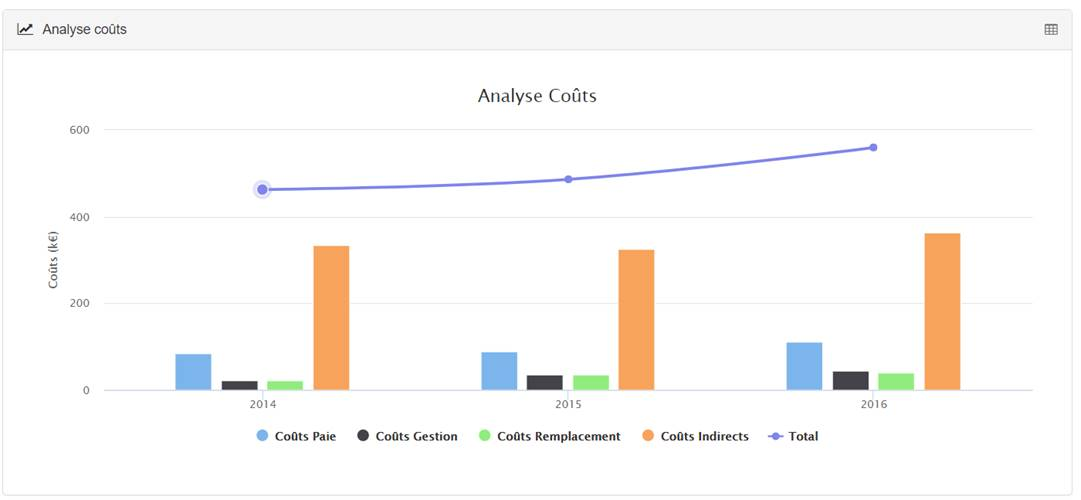 Analyse coûts
Analyse Coûts
Coûts (k€)
600
400
200
0
2014 2015 2016
Coûts Paie Coûts Gestion Coûts Remplacement Coûts Indirects Total